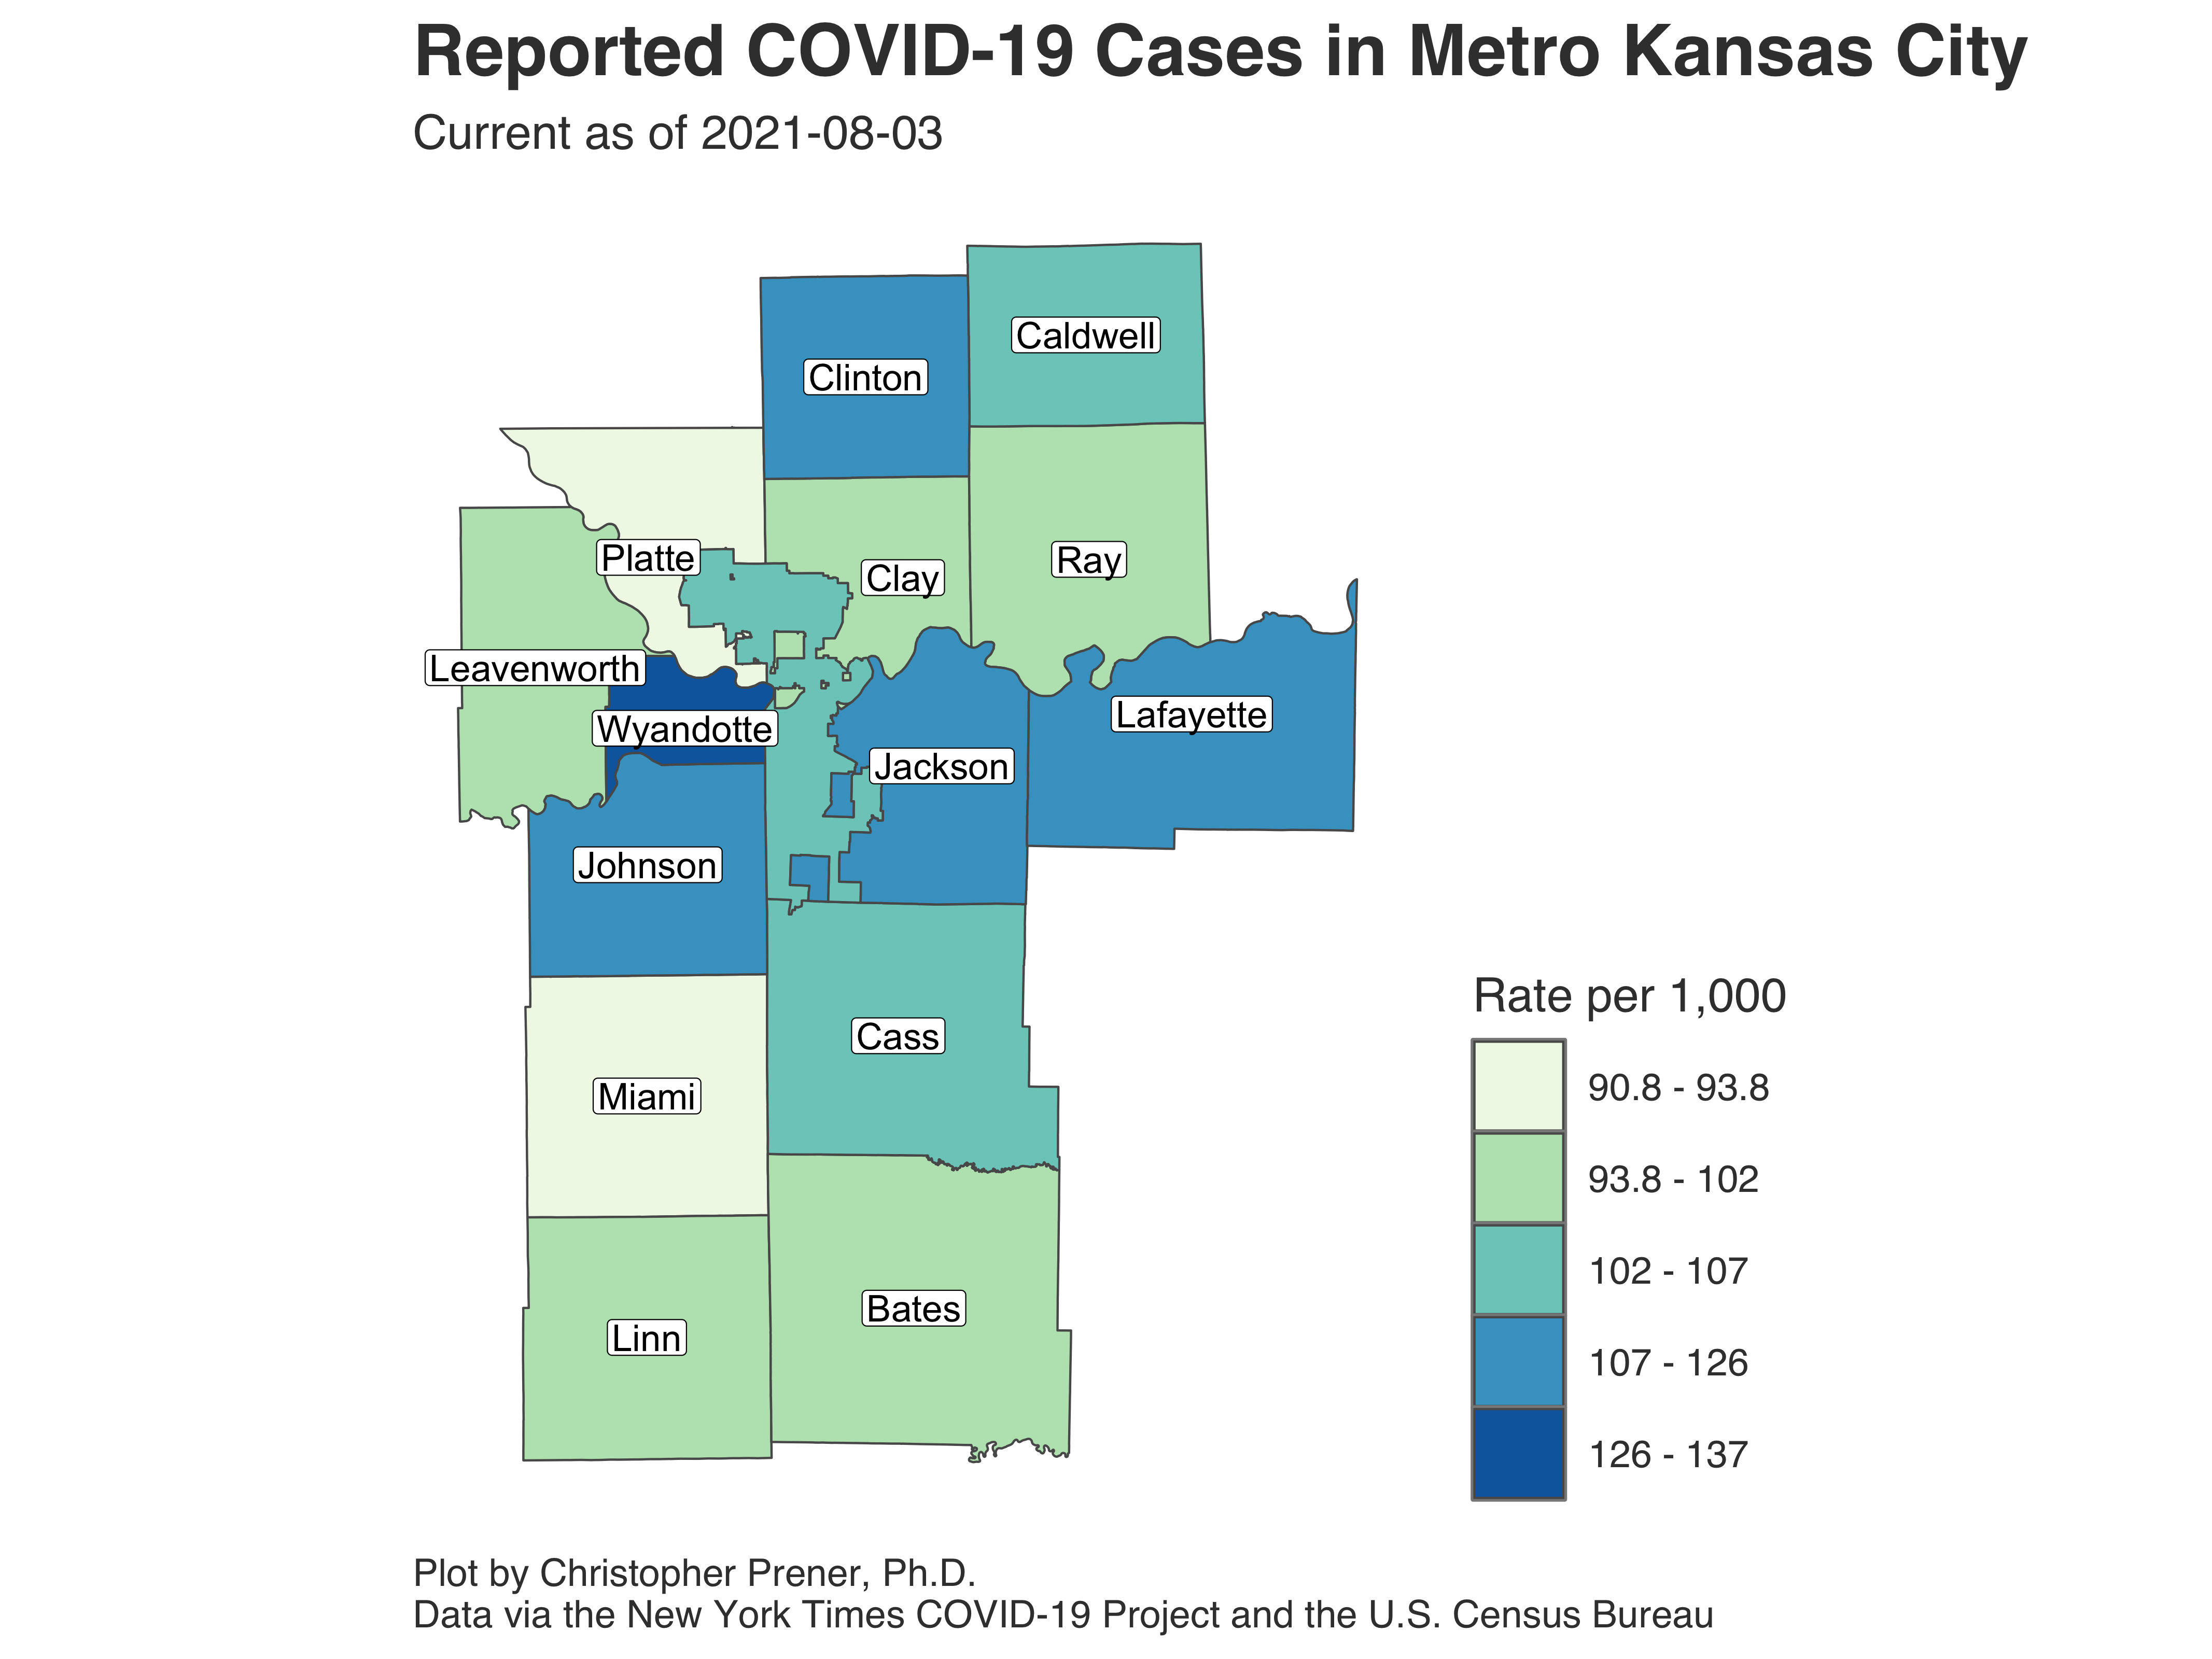 Reported COVID-19 Cases in Metro Kansas City
Current as of 2021-08-03
Caldwell
Clinton
Platte
Clay
Ray
Leavenworth
Wyandotte
Lafayette
Jackson
Johnson
Cass
Miami
Bates
Linn
Rate per 1,000
90.8 - 93.8
93.8 - 102
102 - 107
107 - 126
126 - 137
Plot by Christopher Prener, Ph.D.
Data via the New York Times COVID-19 Project and the U.S. Census Bureau